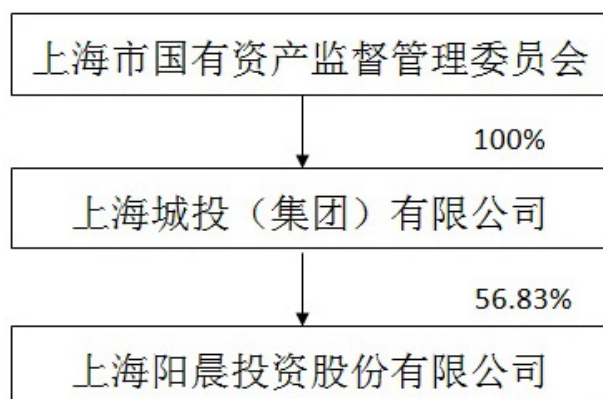 上海市国有资产监督管理委员会
100%
上海城投（集团）有限公司
56.83%
上海阳晨投资股份有限公司